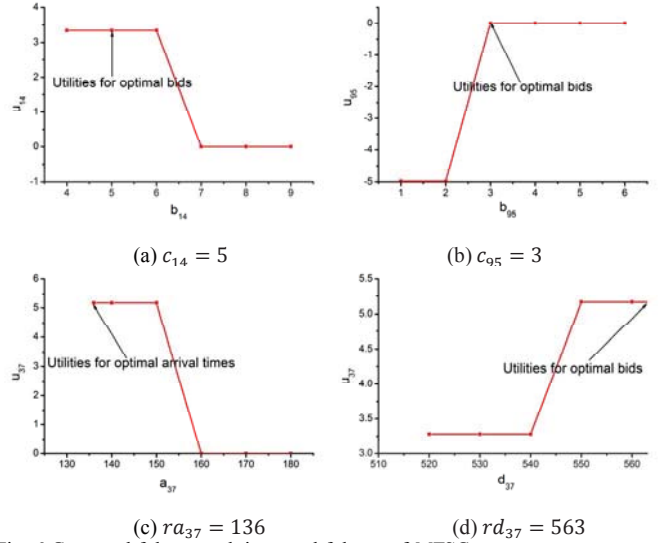 4
3
2
1
0
-1
u₁₄
Utilities for optimal bids
4 5 6 7 8 9
b₁₄
(a) c₁₄ = 5
0
-1
-2
-3
-4
-5
u₉₅
Utilities for optimal bids
1 2 3 4 5 6
b₉₅
(b) c₉₅ = 3
6
5
4
3
2
1
0
u₃₇
Utilities for optimal arrival times
130 140 150 160 170 180
a₃₇
(c) ra₃₇ = 136
5.5
5.0
4.5
4.0
3.5
3.0
u₃₇
Utilities for optimal bids
510 520 530 540 550 560
d₃₇
(d) rd₃₇ = 563